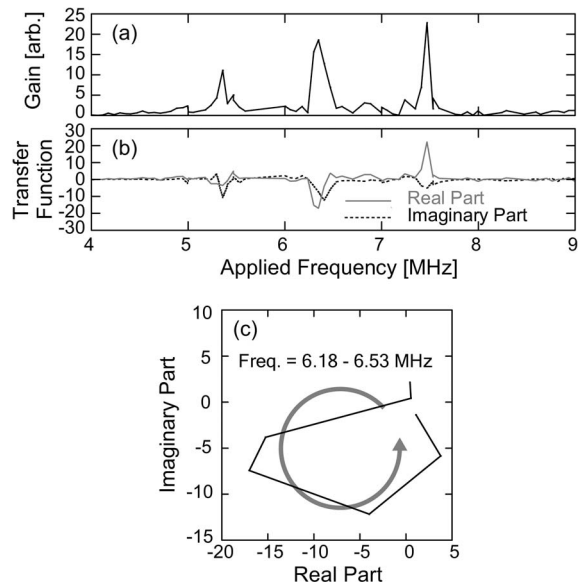 (a)
Gain [arb.]
25
20
15
10
5
0
(b)
Transfer
Function
30
20
10
0
-10
-20
-30
Real Part
Imaginary Part
4 5 6 7 8 9
Applied Frequency [MHz]
(c)
Freq. = 6.18 - 6.53 MHz
Imaginary Part
10
5
0
-5
-10
-15
-20 -15 -10 -5 0 5
Real Part